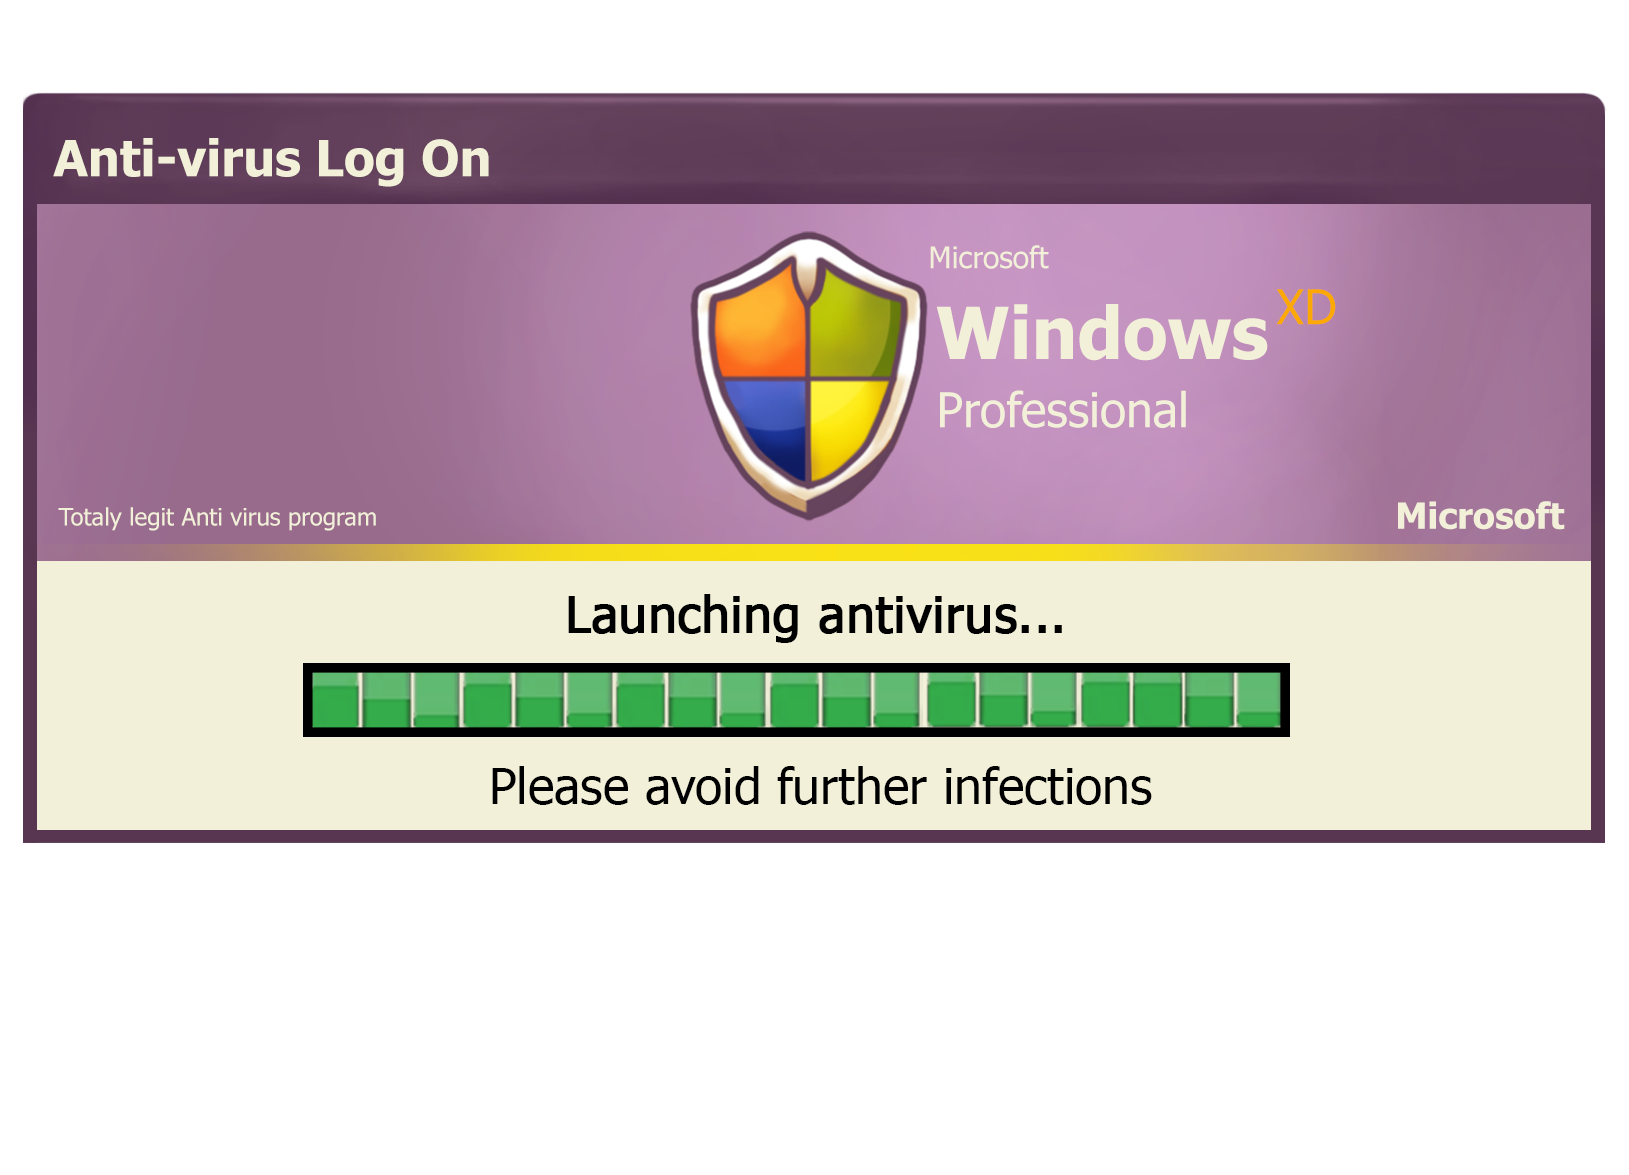 Anti-virus Log On
Microsoft
Windows XD
Professional
Totaly legit Anti virus program
Microsoft
Launching antivirus...
Please avoid further infections